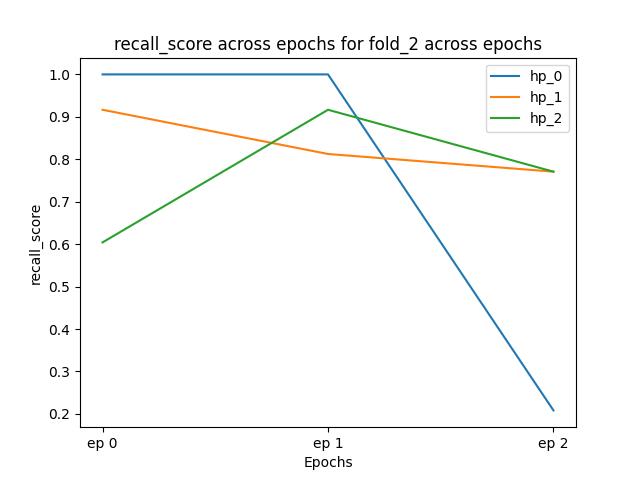 recall_score across epochs for fold_2 across epochs
hp_0
hp_1
hp_2
recall_score
1.0
0.9
0.8
0.7
0.6
0.5
0.4
0.3
0.2
ep 0
ep 1
ep 2
Epochs